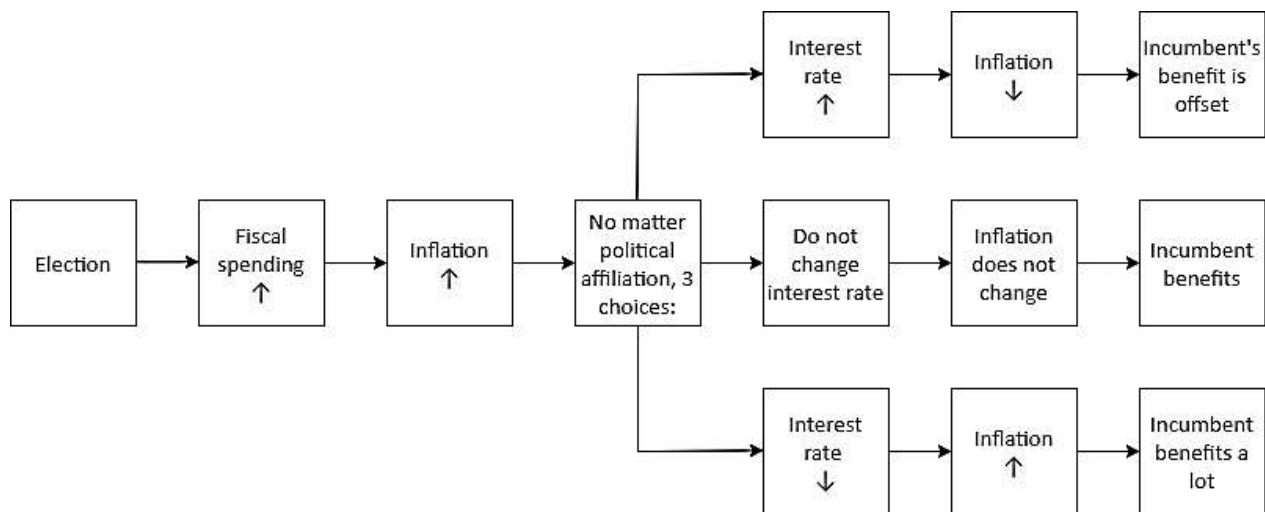 Election
Fiscal
spending
↑
Inflation
↑
No matter
political
affiliation, 3
choices:
Interest
rate
↑
Inflation
↓
Incumbent's
benefit is
offset
Do not
change
interest rate
Inflation
does not
change
Incumbent
benefits
Interest
rate
↓
Inflation
↑
Incumbent
benefits a
lot